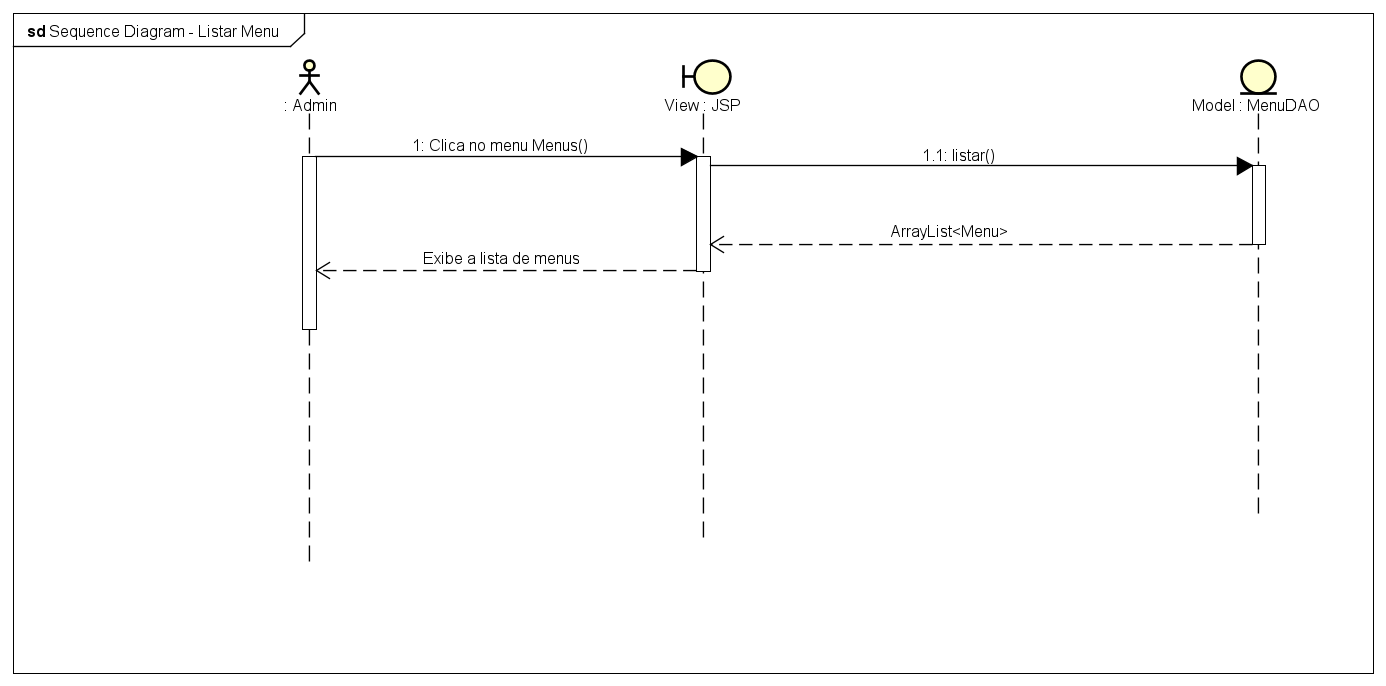 sd Sequence Diagram - Listar Menu
: Admin
View : JSP
Model : MenuDAO
1: Clica no menu Menus()
1.1: listar()
ArrayList<Menu>
Exibe a lista de menus